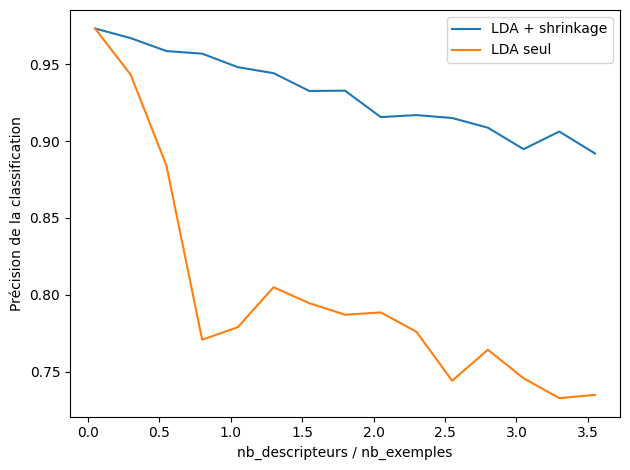 LDA + shrinkage
LDA seul
Précision de la classification
0.95
0.90
0.85
0.80
0.75
0.0 0.5 1.0 1.5 2.0 2.5 3.0 3.5
nb_descripteurs / nb_exemples